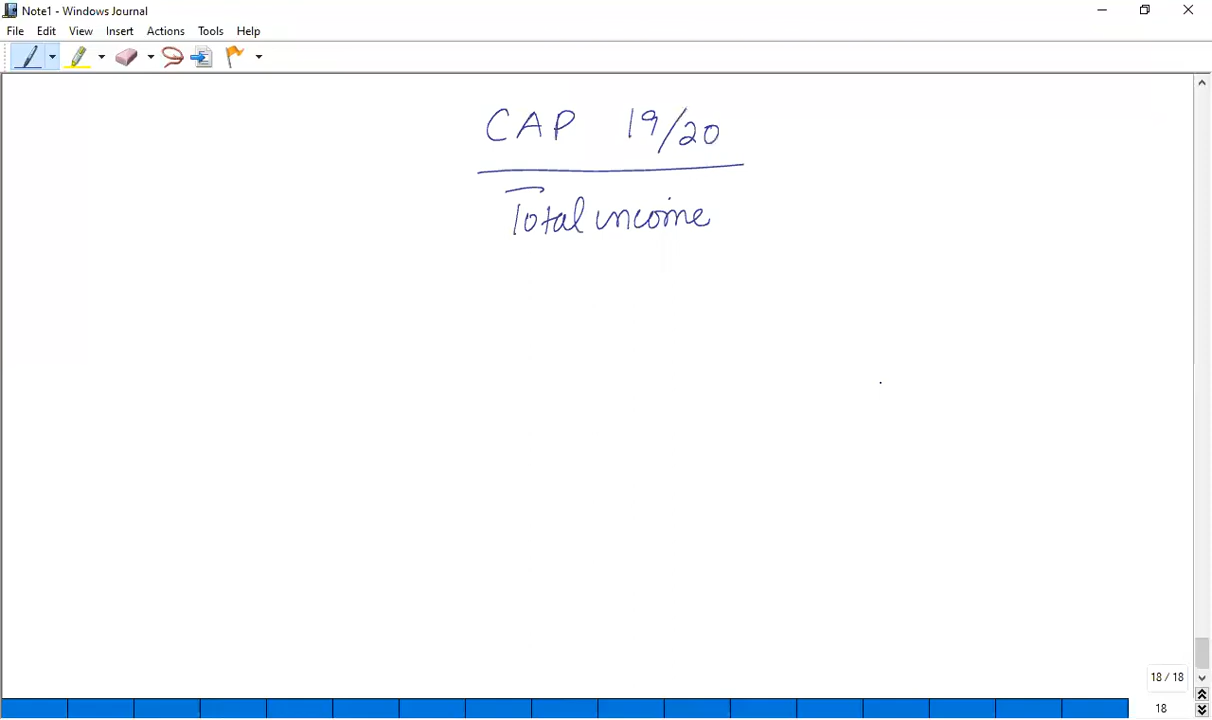 Note1 - Windows Journal
File Edit View Insert Actions Tools Help
CAP 19/20
Total income
18 / 18
18